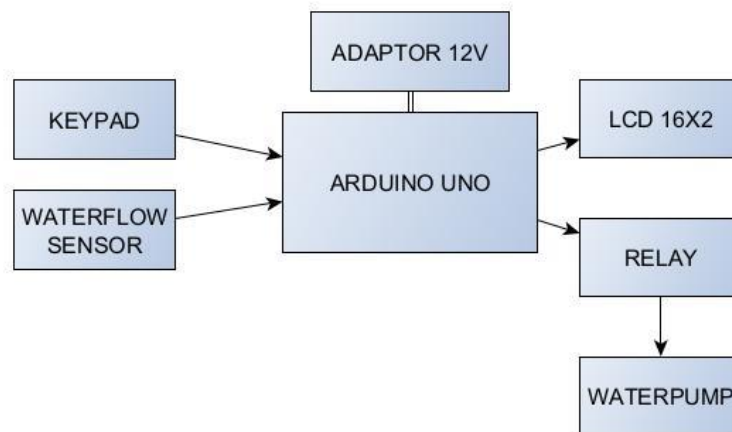 ADAPTOR 12V
KEYPAD
LCD 16X2
ARDUINO UNO
WATERFLOW
SENSOR
RELAY
WATERPUMP